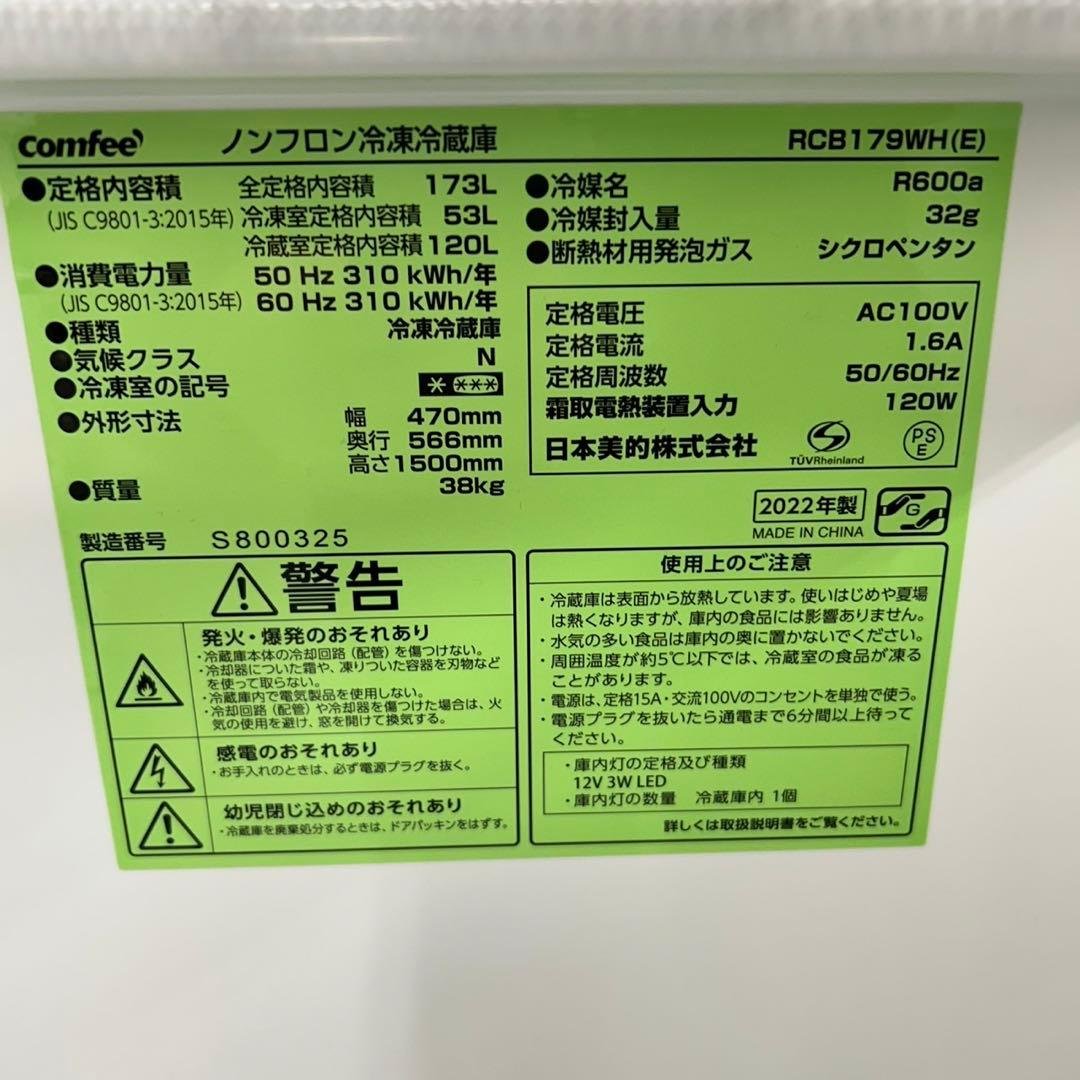 comfee' ノンフロン冷凍冷蔵庫 RCB179WH(E)
●定格内容積 全定格内容積 173L
(JIS C9801-3:2015年) 冷凍室定格内容積 53L
冷蔵室定格内容積 120L
●消費電力量 50 Hz 310 kWh/年
(JIS C9801-3:2015年) 60 Hz 310 kWh/年
●種類 冷凍冷蔵庫
●気候クラス N
●冷凍室の記号 * ***
●外形寸法 幅 470mm
奥行 566mm
高さ 1500mm
●質量 38kg
製造番号 S800325
●冷媒名 R600a
●冷媒封入量 32g
●断熱材用発泡ガス シクロペンタン
定格電圧 AC100V
定格電流 1.6A
定格周波数 50/60Hz
霜取電熱装置入力 120W
日本美的株式会社 TÜVRheinland PS E
2022年製 G
MADE IN CHINA
警告
発火・爆発のおそれあり
・冷蔵庫本体の冷却回路(配管)を傷つけない。
・冷却器についた霜や、凍りついた容器を刃物など
を使って取らない。
・冷蔵庫内で電気製品を使用しない。
・冷却回路(配管)や冷却器を傷つけた場合は、火
気の使用を避け、窓を開けて換気する。
感電のおそれあり
・お手入れのときは、必ず電源プラグを抜く。
幼児閉じ込めのおそれあり
・冷蔵庫を廃棄処分するときは、ドアパッキンをはずす。
使用上のご注意
・冷蔵庫は表面から放熱しています。使いはじめや夏場
は熱くなりますが、庫内の食品には影響ありません。
・水気の多い食品は庫内の奥に置かないでください。
・周囲温度が約5℃以下では、冷蔵室の食品が凍る
ことがあります。
・電源は、定格15A・交流100Vのコンセントを単独で使う。
・電源プラグを抜いたら通電まで6分間以上待って
ください。
・庫内灯の定格及び種類
12V 3W LED
・庫内灯の数量 冷蔵庫内 1個
詳しくは取扱説明書をご覧ください。